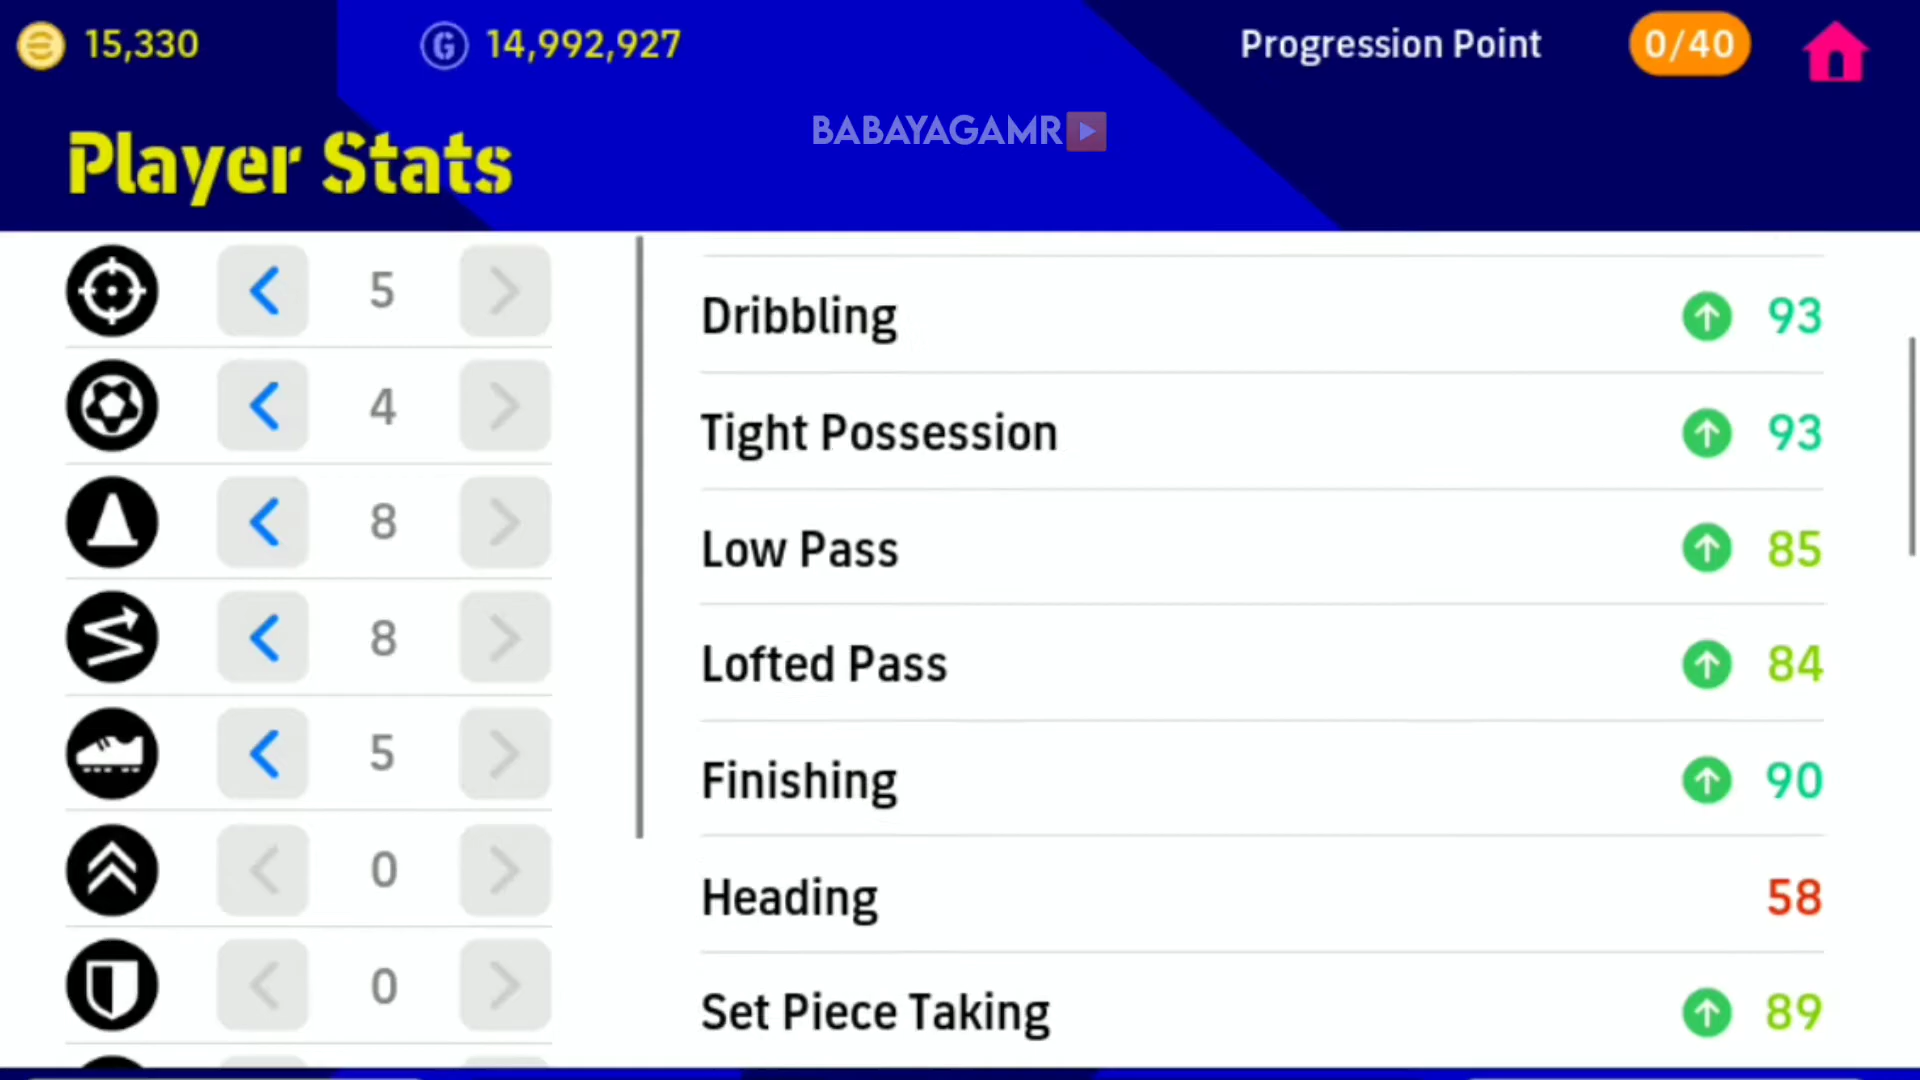 15,330
14,992,927
Progression Point
0/40
BABAYAGAMR
Player Stats
5
Dribbling 93
4
Tight Possession 93
8
Low Pass 85
8
Lofted Pass 84
5
Finishing 90
0
Heading 58
0
Set Piece Taking 89